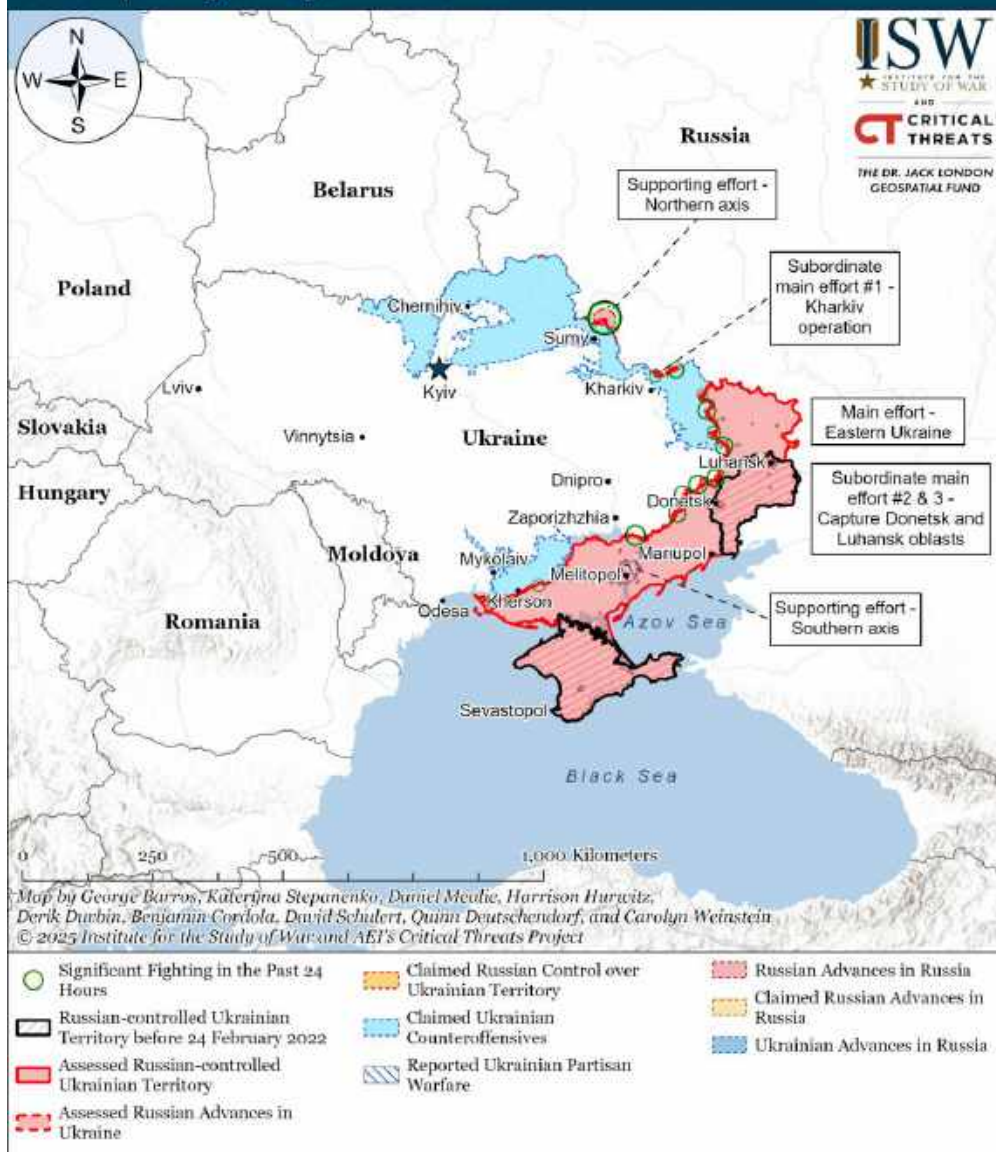 N
W
E
S
ISW
INSTITUTE FOR THE
STUDY OF WAR
AND
CT CRITICAL
THREATS
THE DR. JACK LONDON
GEOSPATIAL FUND
Russia
Supporting effort -
Northern axis
Belarus
Subordinate
main effort #1 -
Kharkiv
operation
Poland
Chernihiv
Sumy
Kyiv
Kharkiv
Lviv
Slovakia
Main effort -
Eastern Ukraine
Vinnytsia
Ukraine
Luhansk
Hungary
Dnipro
Donetsk
Subordinate main
effort #2 & 3 -
Capture Donetsk and
Luhansk oblasts
Zaporizhzhia
Moldova
Mykolaiv
Mariupol
Melitopol
Odesa
Kherson
Romania
Azov Sea
Supporting effort -
Southern axis
Sevastopol
Black Sea
0 250 500 1,000 Kilometers
Map by George Barros, Kateryna Stepanenko, Daniel Mealie, Harrison Hurwitz,
Derik Durbin, Benjamin Cordola, David Schulert, Quinn Deutschendorf, and Carolyn Weinstein
© 2025 Institute for the Study of War and AEI's Critical Threats Project
Significant Fighting in the Past 24
Hours
Russian-controlled Ukrainian
Territory before 24 February 2022
Assessed Russian-controlled
Ukrainian Territory
Assessed Russian Advances in
Ukraine
Claimed Russian Control over
Ukrainian Territory
Claimed Ukrainian
Counteroffensives
Reported Ukrainian Partisan
Warfare
Russian Advances in Russia
Claimed Russian Advances in
Russia
Ukrainian Advances in Russia